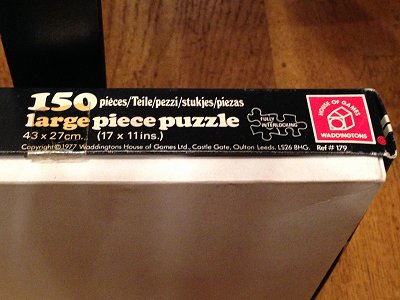 150 pièces/Teile/pezzi/stukjes/piezas
large piece puzzle
FULLY INTERLOCKING
43 x 27cm. (17 x 11ins.)
Copyright©1977 Waddingtons House of Games Ltd., Castle Gate, Oulton Leeds. LS26 8HG. Ref # 179
HOUSE OF GAMES
WADDINGTONS